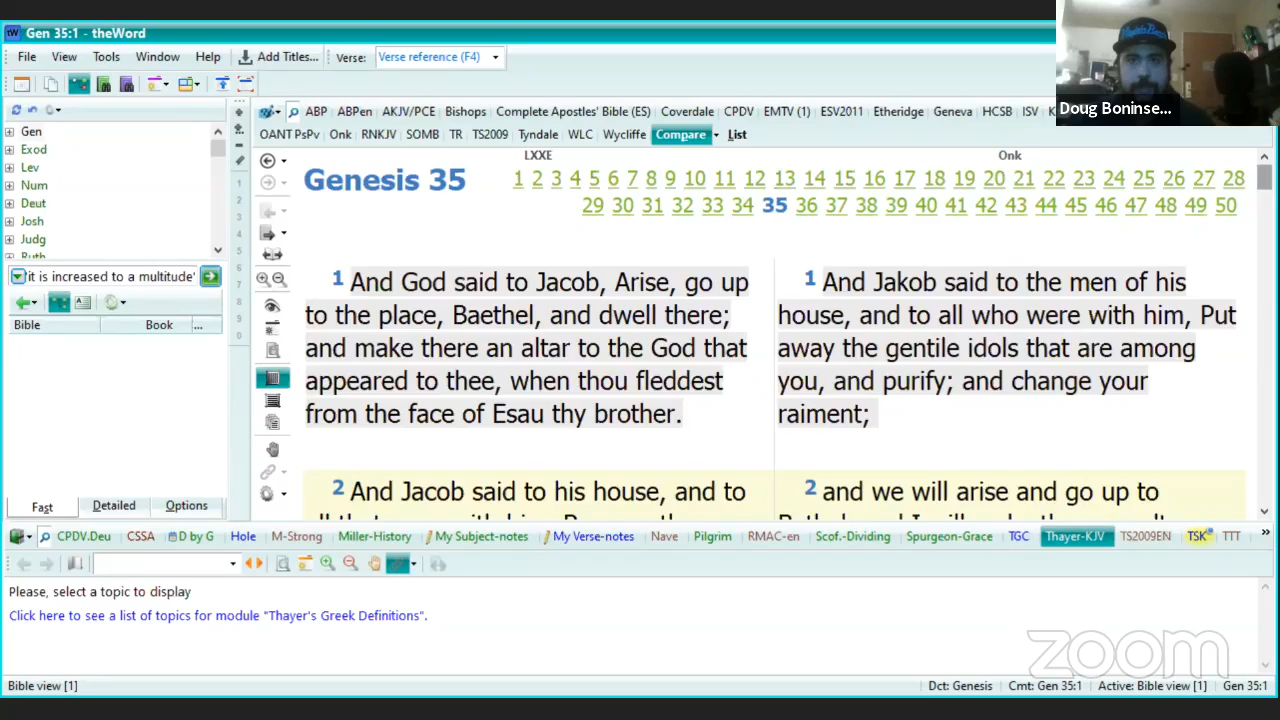 Gen 35:1 - theWord
File View Tools Window Help Add Titles... Verse: Verse reference (F4)
Doug Boninse...
ABP ABPen AKJV/PCE Bishops Complete Apostles' Bible (ES) Coverdale CPDV EMTV (1) ESV2011 Etheridge Geneva HCSB ISV K
OANT PsPv Onk RNKJV SOMB TR TS2009 Tyndale WLC Wycliffe Compare List
Gen
Exod
Lev
Num
Deut
Josh
Judg
Ruth
it is increased to a multitude'
Bible Book ...
Fast Detailed Options
1
2
3
4
5
6
7
8
9
0
LXXE Onk
Genesis 35
1 2 3 4 5 6 7 8 9 10 11 12 13 14 15 16 17 18 19 20 21 22 23 24 25 26 27 28
29 30 31 32 33 34 35 36 37 38 39 40 41 42 43 44 45 46 47 48 49 50
1 And God said to Jacob, Arise, go up
to the place, Baethel, and dwell there;
and make there an altar to the God that
appeared to thee, when thou fleddest
from the face of Esau thy brother.
2 And Jacob said to his house, and to
1 And Jakob said to the men of his
house, and to all who were with him, Put
away the gentile idols that are among
you, and purify; and change your
raiment;
2 and we will arise and go up to
CPDV.Deu CSSA D by G Hole M-Strong Miller-History My Subject-notes My Verse-notes Nave Pilgrim RMAC-en Scof.-Dividing Spurgeon-Grace TGC Thayer-KJV TS2009EN TSK TTT
Please, select a topic to display
Click here to see a list of topics for module "Thayer's Greek Definitions".
zoom
Bible view [1] Dct: Genesis Cmt: Gen 35:1 Active: Bible view [1] Gen 35:1